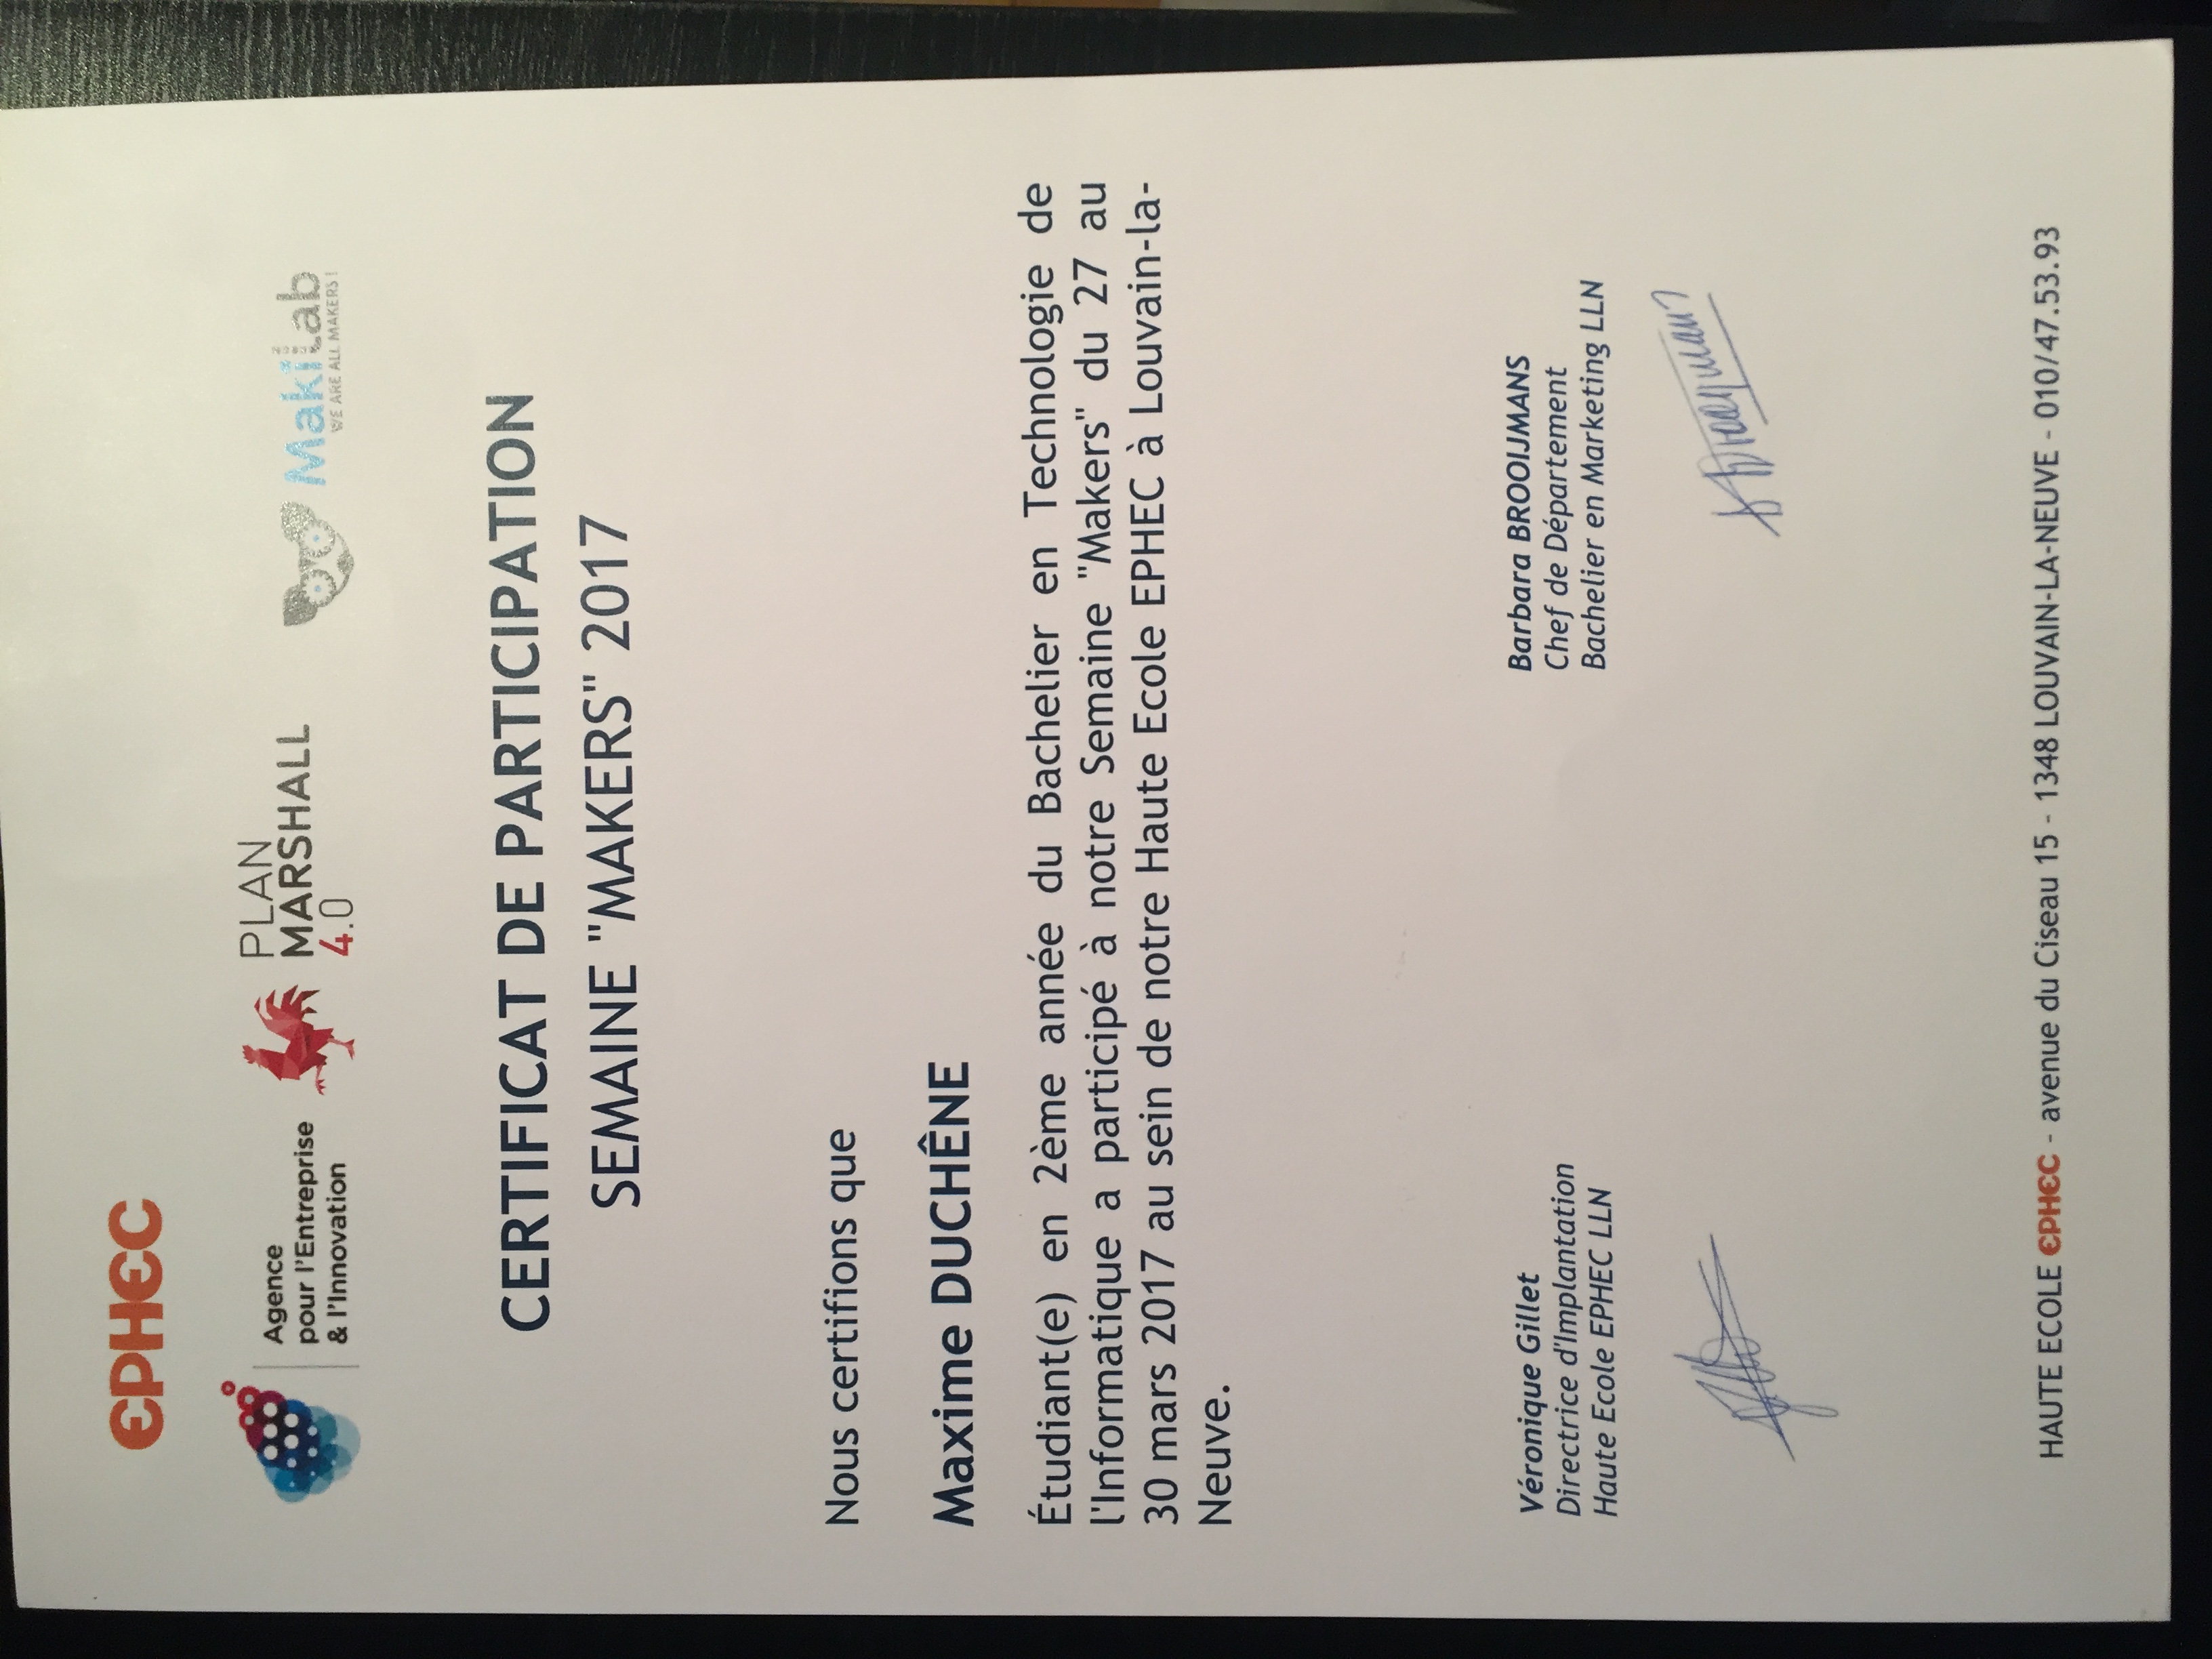 EPHEC
Agence
pour l'Entreprise
& l'Innovation
PLAN
MARSHALL
4.0
Makilab
WE ARE ALL MAKERS !
CERTIFICAT DE PARTICIPATION
SEMAINE "MAKERS" 2017
Nous certifions que
Maxime DUCHÊNE
Étudiant(e) en 2ème année du Bachelier en Technologie de
l'Informatique a participé à notre Semaine "Makers" du 27 au
30 mars 2017 au sein de notre Haute Ecole EPHEC à Louvain-la-
Neuve.
Véronique Gillet
Directrice d'Implantation
Haute Ecole EPHEC LLN
Barbara BROOIJMANS
Chef de Département
Bachelier en Marketing LLN
HAUTE ECOLE EPHEC - avenue du Ciseau 15 - 1348 LOUVAIN-LA-NEUVE - 010/47.53.93